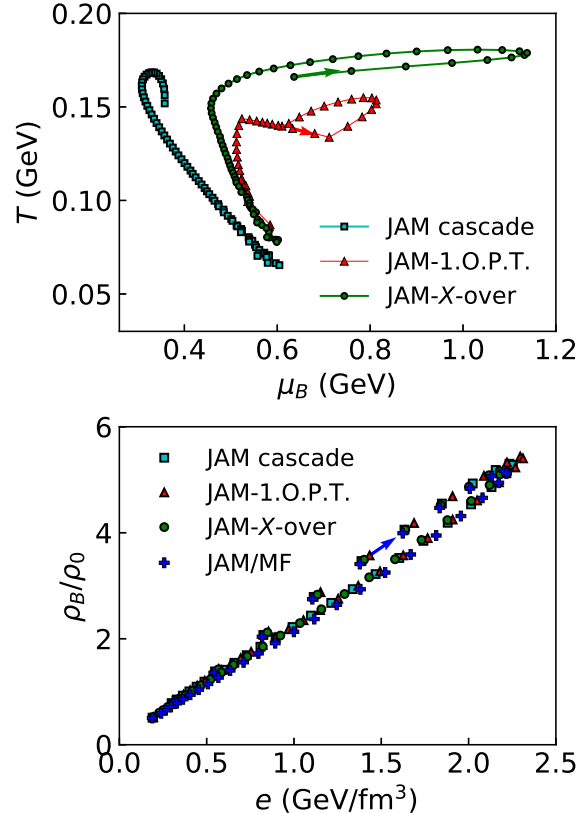 0.20
0.15
0.10
0.05
T (GeV)
JAM cascade
JAM-1.O.P.T.
JAM-X-over
0.4 0.6 0.8 1.0 1.2
μB (GeV)
6
4
2
0
ρB/ρ0
JAM cascade
JAM-1.O.P.T.
JAM-X-over
JAM/MF
0.0 0.5 1.0 1.5 2.0 2.5
e (GeV/fm³)